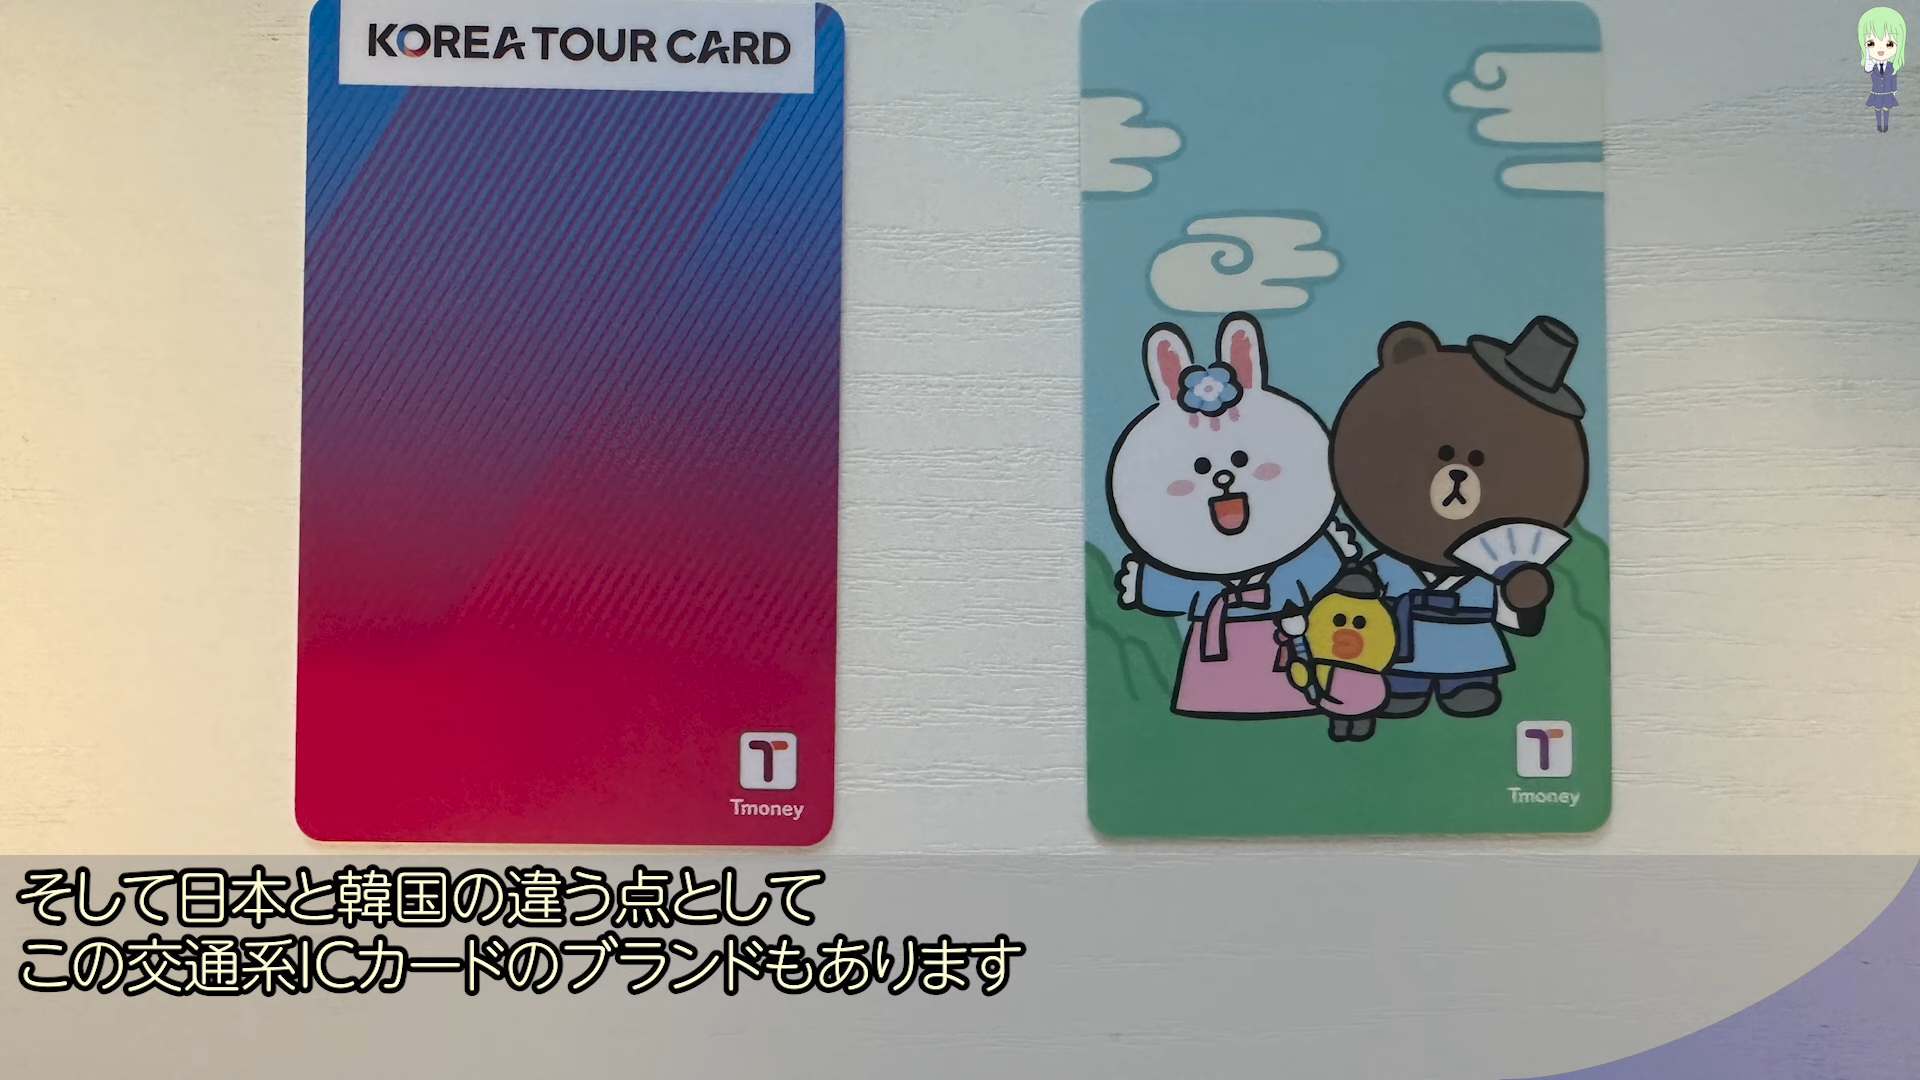 KOREA TOUR CARD
Tmoney
Tmoney
そして日本と韓国の違う点として
この交通系ICカードのブランドもあります